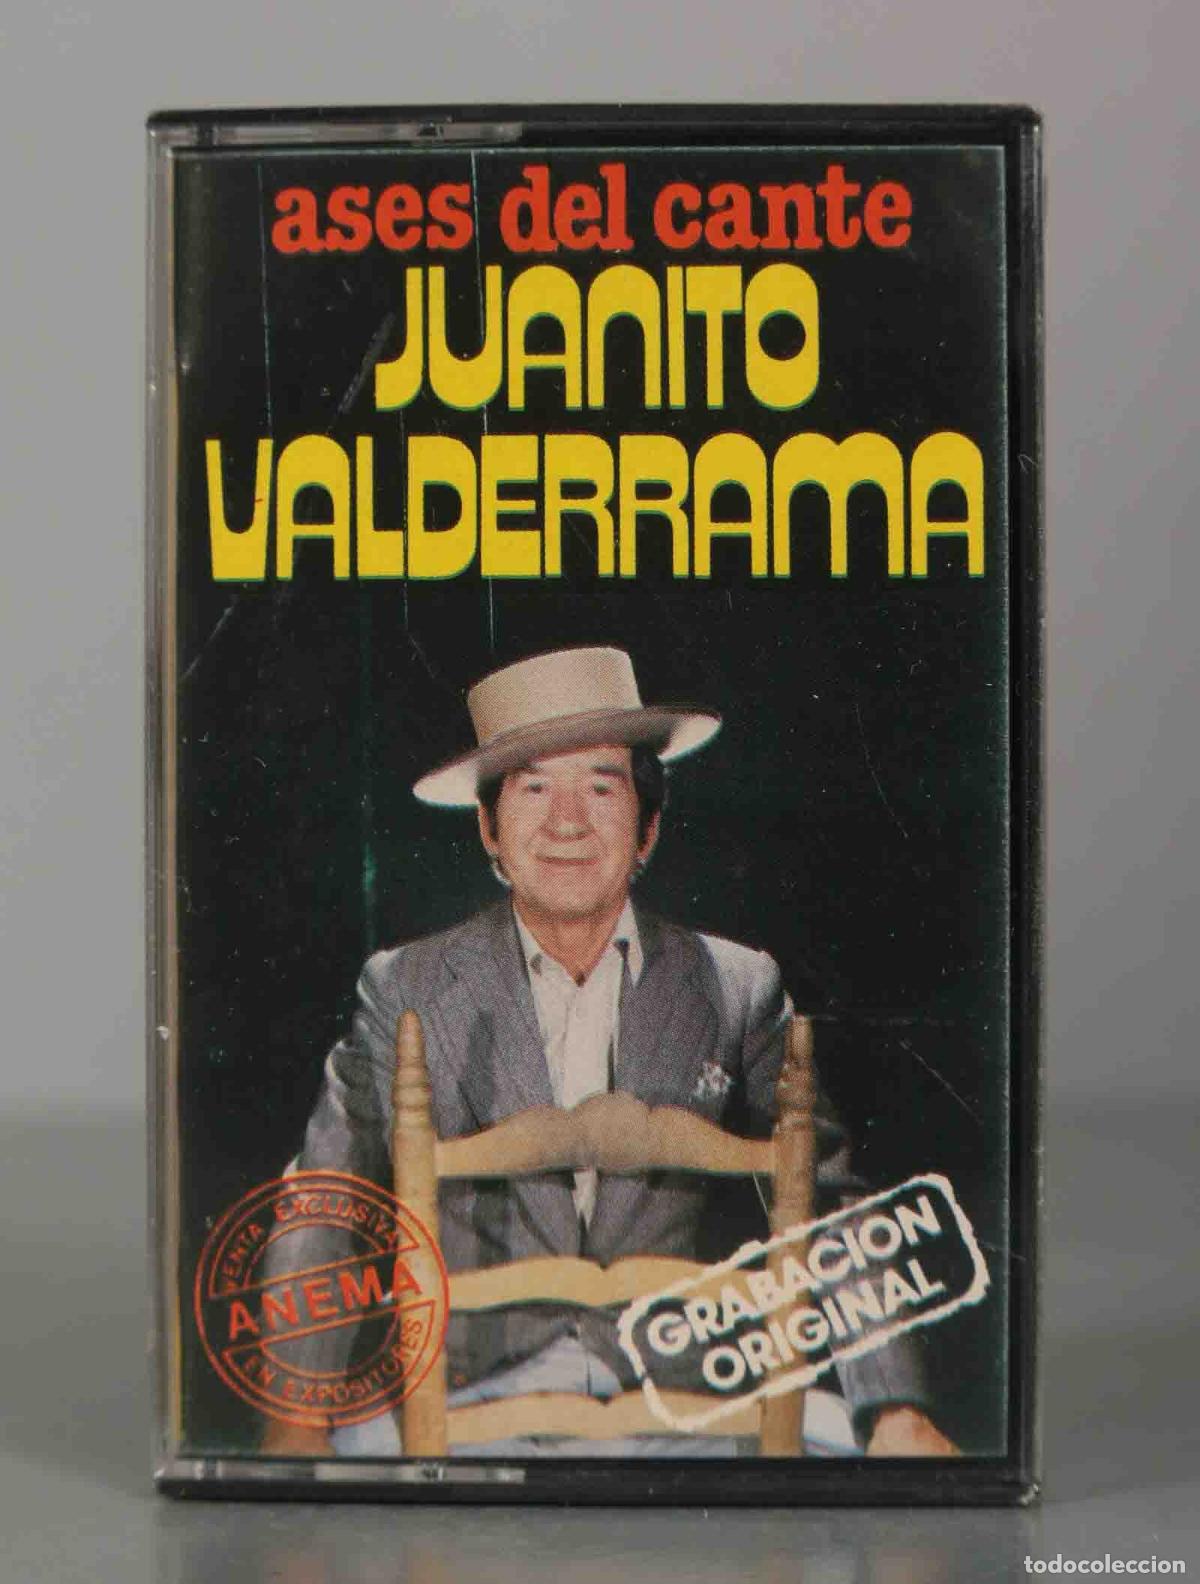 ases del cante
JUANITO
VALDERRAMA
VENTA EXCLUSIVA
ANEMA
EN EXPOSITORES
GRABACION
ORIGINAL
todocoleccion